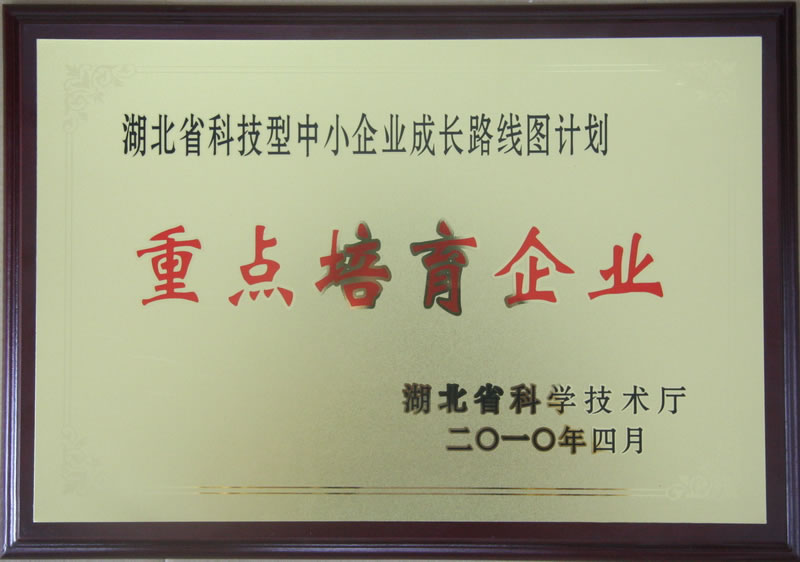 湖北省科技型中小企业成长路线图计划
重点培育企业
湖北省科学技术厅
二〇一〇年四月